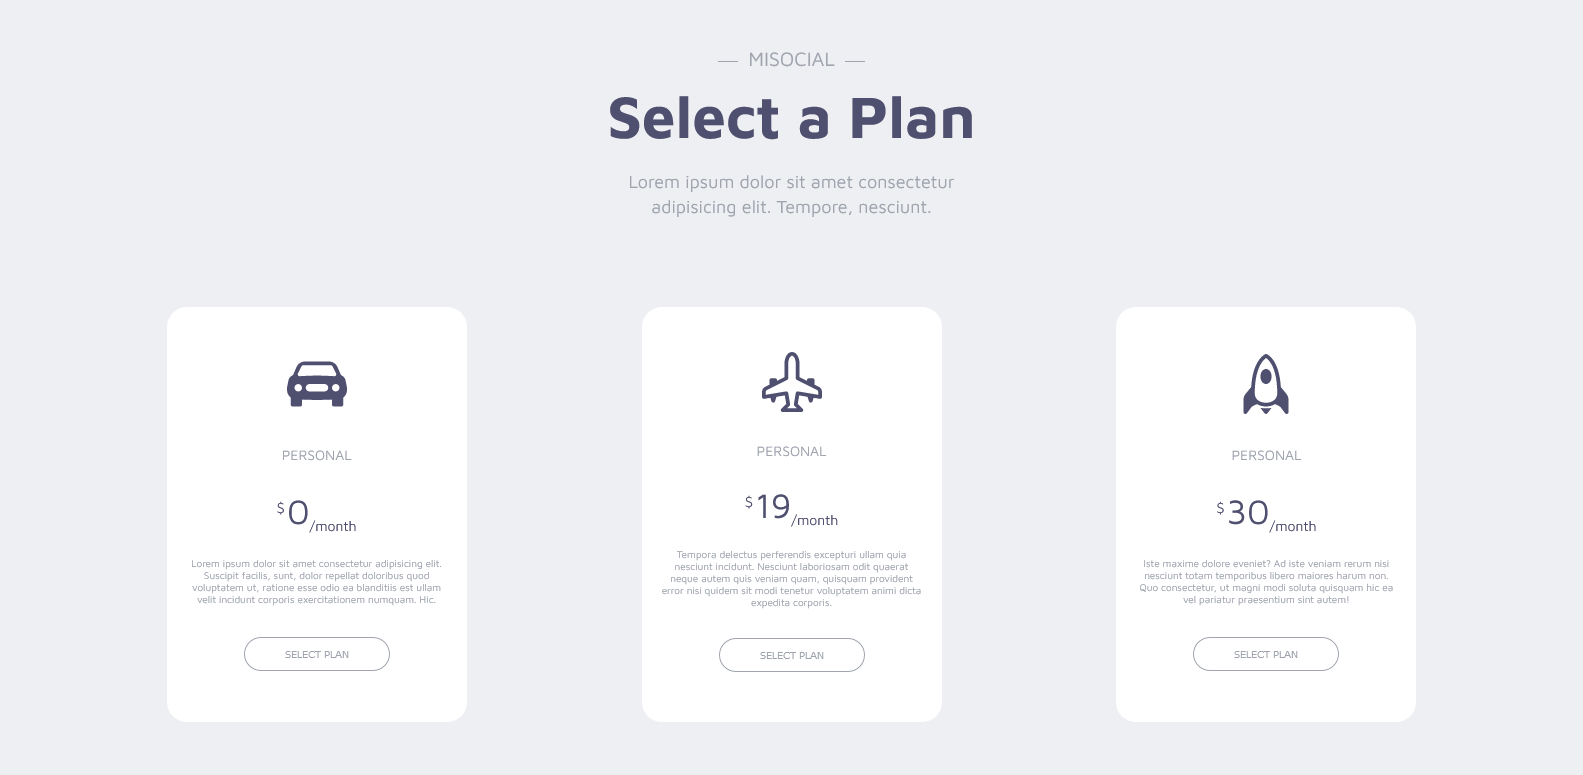 — MISOCIAL —
Select a Plan
Lorem ipsum dolor sit amet consectetur
adipisicing elit. Tempore, nesciunt.
PERSONAL
$0/month
Lorem ipsum dolor sit amet consectetur adipisicing elit.
Suscipit facilis, sunt, dolor repellat doloribus quod
voluptatem ut, ratione esse odio ea blanditiis est ullam
velit incidunt corporis exercitationem numquam. Hic.
SELECT PLAN
PERSONAL
$19/month
Tempora delectus perferendis excepturi ullam quia
nesciunt incidunt. Nesciunt laboriosam odit quaerat
neque autem quis veniam quam, quisquam provident
error nisi quidem sit modi tenetur voluptatem animi dicta
expedita corporis.
SELECT PLAN
PERSONAL
$30/month
Iste maxime dolore eveniet? Ad iste veniam rerum nisi
nesciunt totam temporibus libero maiores harum non.
Quo consectetur, ut magni modi soluta quisquam hic ea
vel pariatur praesentium sint autem!
SELECT PLAN